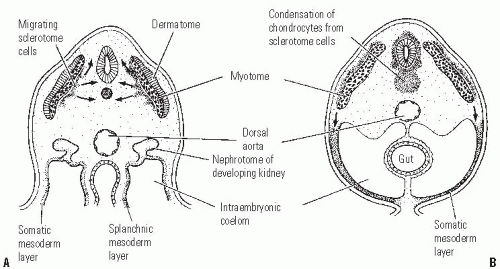 Migrating
sclerotome
cells
Dermatome
Condensation of
chondrocytes from
sclerotome cells
Myotome
Dorsal
aorta
Nephrotome of
developing kidney
Gut
Intraembryonic
coelom
Somatic
mesoderm
layer
Splanchnic
mesoderm
layer
Somatic
mesoderm
layer
A
B